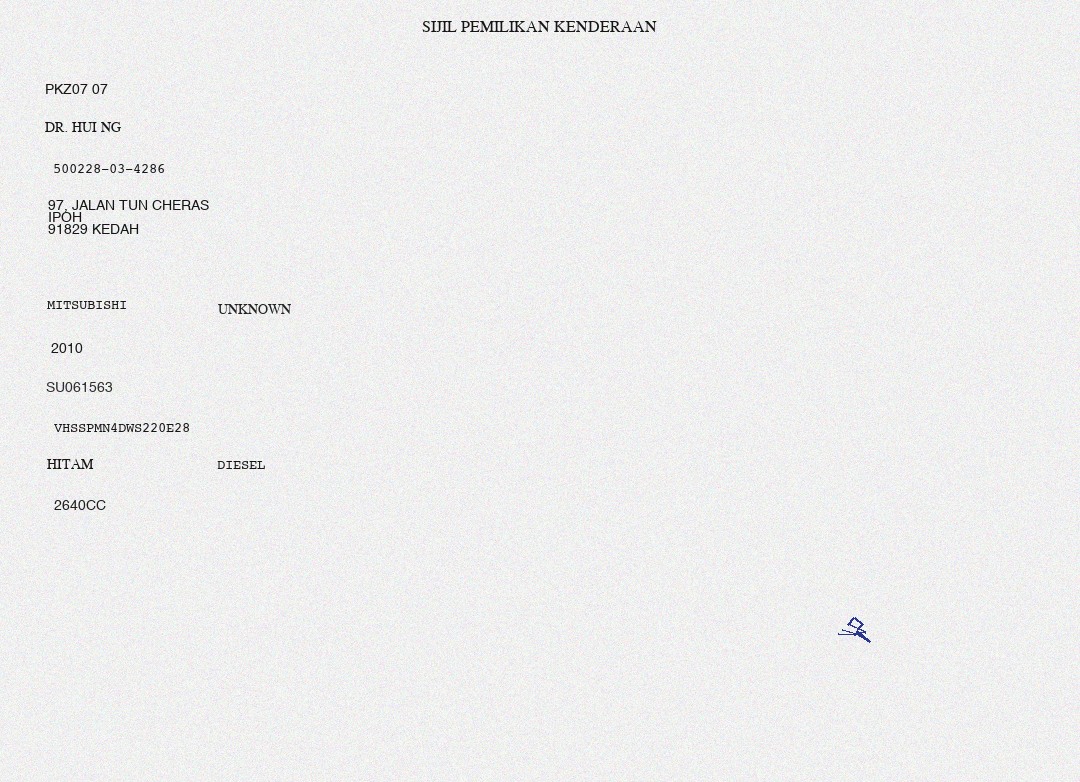 SIJIL PEMILIKAN KENDERAAN
PKZ07 07
DR. HUI NG
500228-03-4286
97, JALAN TUN CHERAS
IPOH
91829 KEDAH
MITSUBISHI UNKNOWN
2010
SU061563
VHSSPMN4DWS220E28
HITAM DIESEL
2640CC